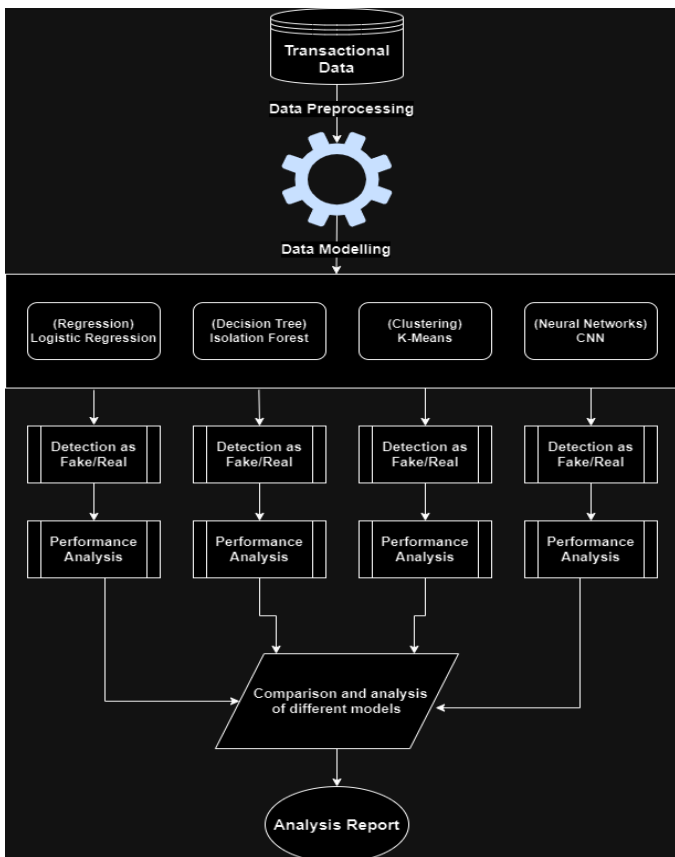 Transactional
Data
Data Preprocessing
Data Modelling
(Regression)
Logistic Regression
(Decision Tree)
Isolation Forest
(Clustering)
K-Means
(Neural Networks)
CNN
Detection as
Fake/Real
Detection as
Fake/Real
Detection as
Fake/Real
Detection as
Fake/Real
Performance
Analysis
Performance
Analysis
Performance
Analysis
Performance
Analysis
Comparison and analysis
of different models
Analysis Report